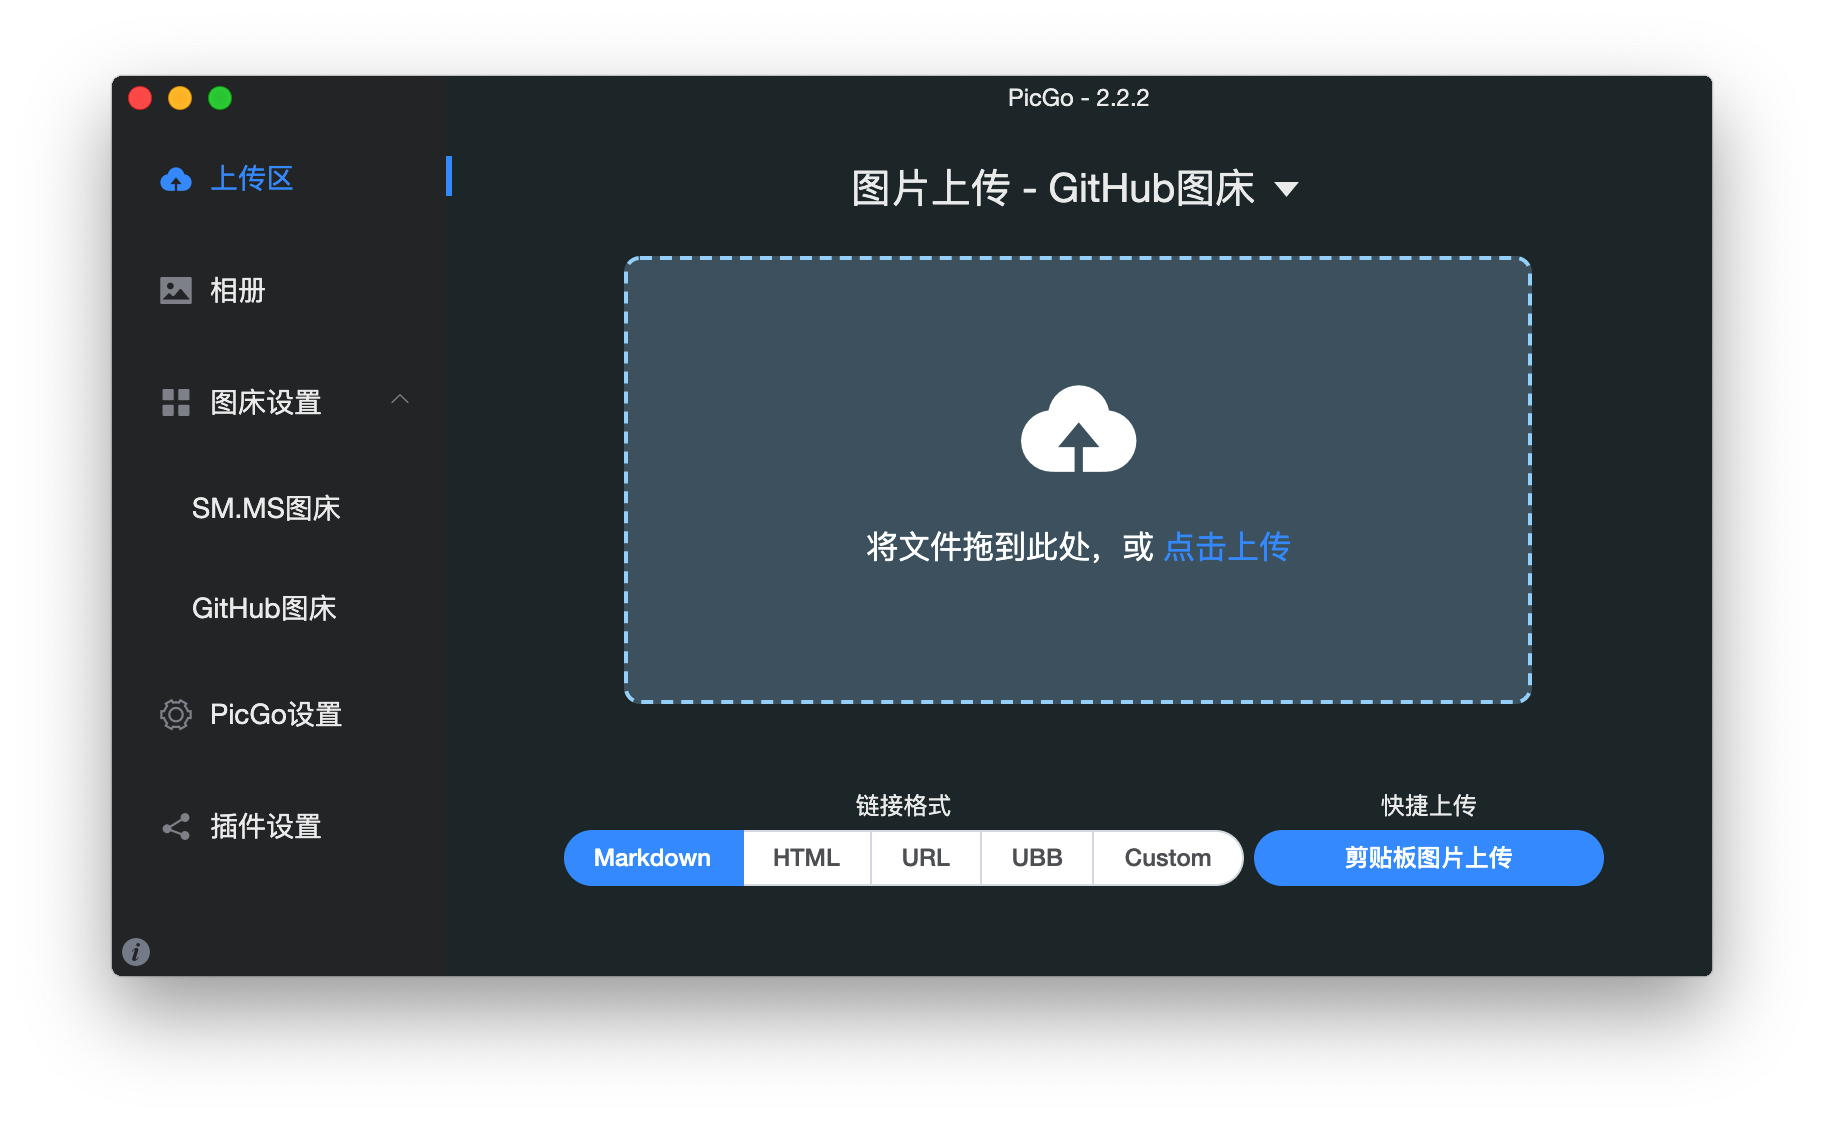 PicGo - 2.2.2
上传区
相册
图床设置
SM.MS图床
GitHub图床
PicGo设置
插件设置
图片上传 - GitHub图床
将文件拖到此处，或 点击上传
链接格式
Markdown HTML URL UBB Custom
快捷上传
剪贴板图片上传